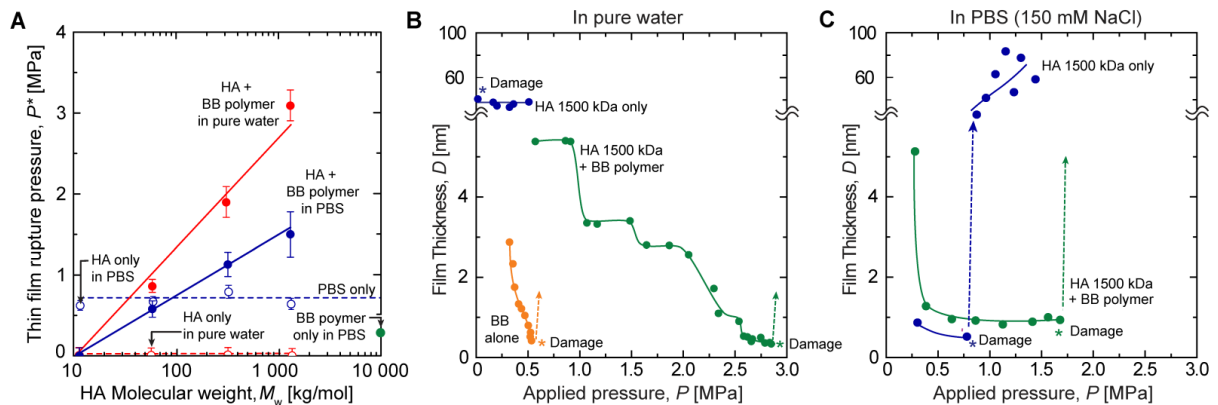 A
Thin film rupture pressure, P* [MPa]
4
3
2
1
0
10
100
1 000
10 000
HA Molecular weight, Mw [kg/mol]
HA +
BB polymer
in pure water
HA +
BB polymer
in PBS
HA only
in PBS
PBS only
HA only
in pure water
BB poymer
only in PBS
B
In pure water
Film Thickness, D [nm]
100
60
4
2
0
0
0.5
1.0
1.5
2.0
2.5
3.0
Applied pressure, P [MPa]
* Damage
HA 1500 kDa only
HA 1500 kDa
+ BB polymer
BB
alone
* Damage
* Damage
C
In PBS (150 mM NaCl)
Film Thickness, D [nm]
100
60
4
3
2
1
0
0.0
0.5
1.0
1.5
2.0
2.5
3.0
Applied pressure, P [MPa]
HA 1500 kDa only
HA 1500 kDa
+ BB polymer
* Damage
* Damage